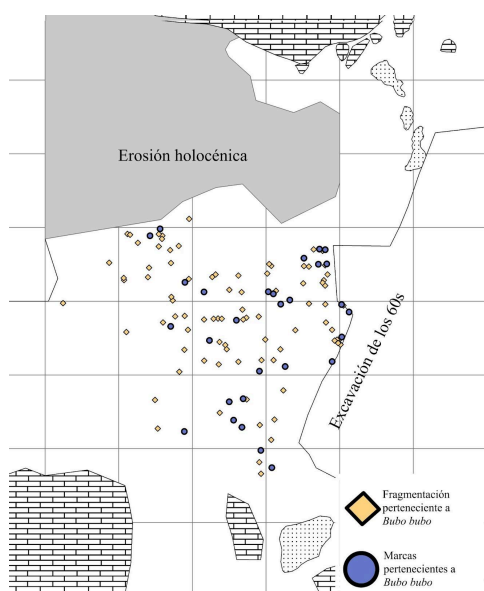 Erosión holocénica
Excavación de los 60s
Fragmentación
perteneciente a
Bubo bubo
Marcas
pertenecientes a
Bubo bubo